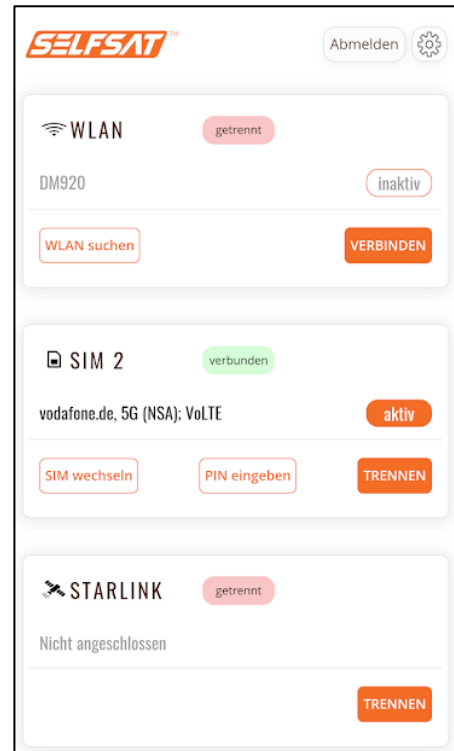 SELFSAT™
Abmelden
WLAN getrennt
DM920 inaktiv
WLAN suchen VERBINDEN
SIM 2 verbunden
vodafone.de, 5G (NSA); VoLTE aktiv
SIM wechseln PIN eingeben TRENNEN
STARLINK getrennt
Nicht angeschlossen
TRENNEN